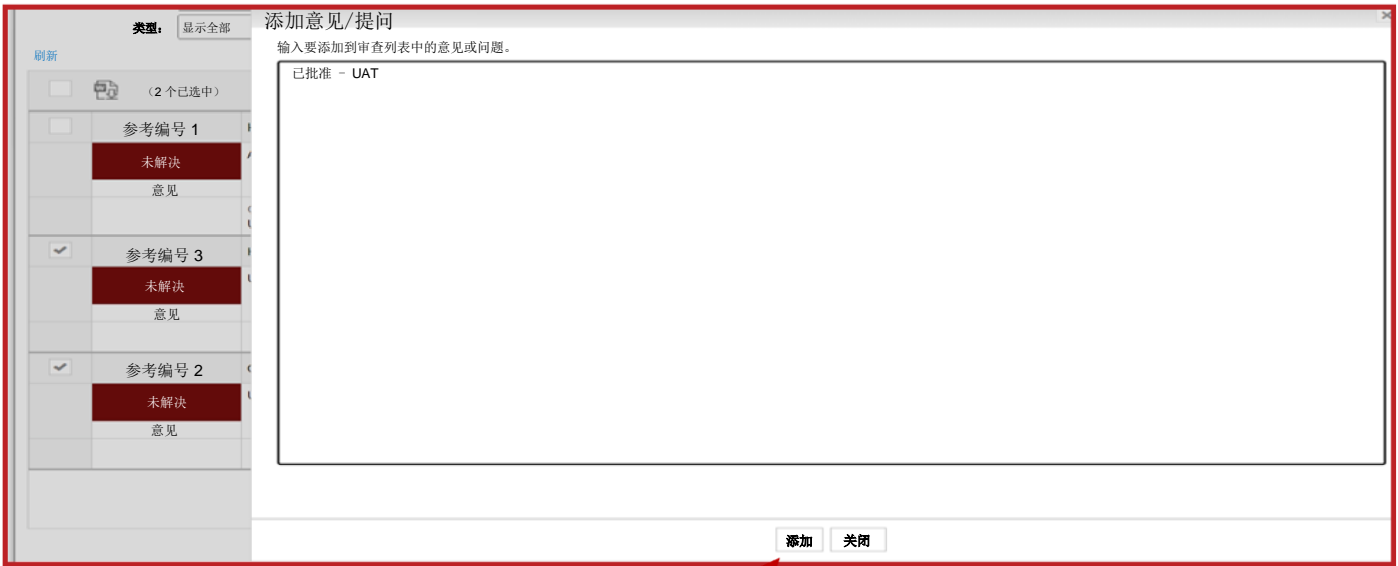 类型： 显示全部
刷新
（2 个已选中）
参考编号 1
未解决
意见
参考编号 3
未解决
意见
参考编号 2
未解决
意见
添加意见/提问
输入要添加到审查列表中的意见或问题。
已批准 – UAT
添加 关闭